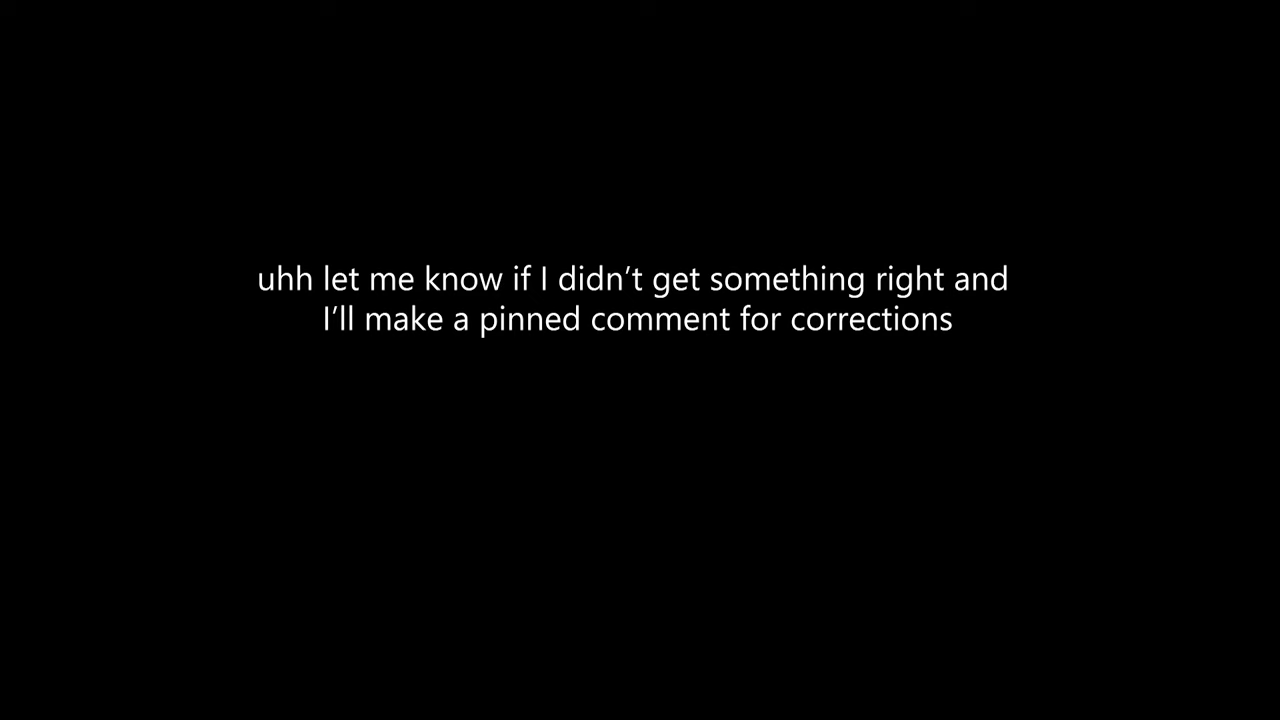 uhh let me know if I didn’t get something right and
I’ll make a pinned comment for corrections